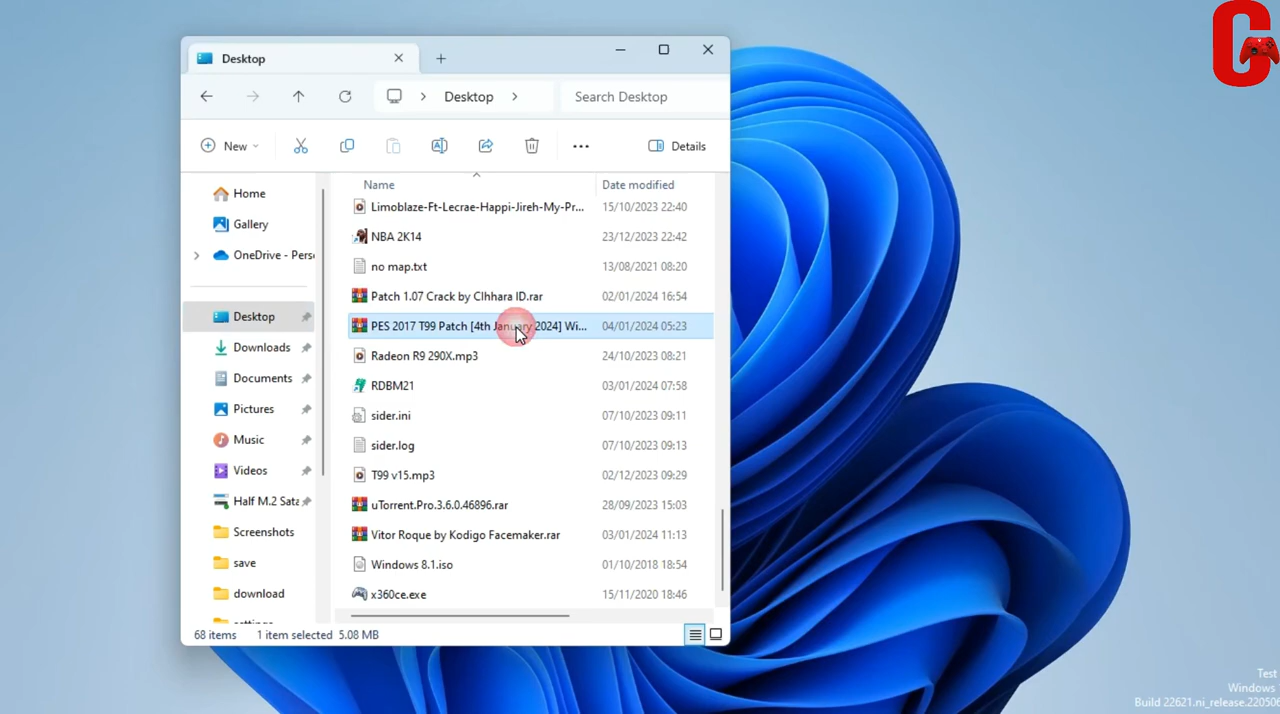 Desktop
Desktop
Search Desktop
New
Details
Name Date modified
Home
Gallery
OneDrive - Pers
Desktop
Downloads
Documents
Pictures
Music
Videos
Half M.2 Sata
Screenshots
save
download
Limoblaze-Ft-Lecrae-Happi-Jireh-My-Pr... 15/10/2023 22:40
NBA 2K14 23/12/2023 22:42
no map.txt 13/08/2021 08:20
Patch 1.07 Crack by Clhhara ID.rar 02/01/2024 16:54
PES 2017 T99 Patch [4th January 2024] Wi... 04/01/2024 05:23
Radeon R9 290X.mp3 24/10/2023 08:21
RDBM21 03/01/2024 07:58
sider.ini 07/10/2023 09:11
sider.log 07/10/2023 09:13
T99 v15.mp3 02/12/2023 09:29
uTorrent.Pro.3.6.0.46896.rar 28/09/2023 15:03
Vitor Roque by Kodigo Facemaker.rar 03/01/2024 11:13
Windows 8.1.iso 01/10/2018 18:54
x360ce.exe 15/11/2020 18:46
68 items 1 item selected 5.08 MB
C
Test
Windows
Build 22621.ni_release.22050